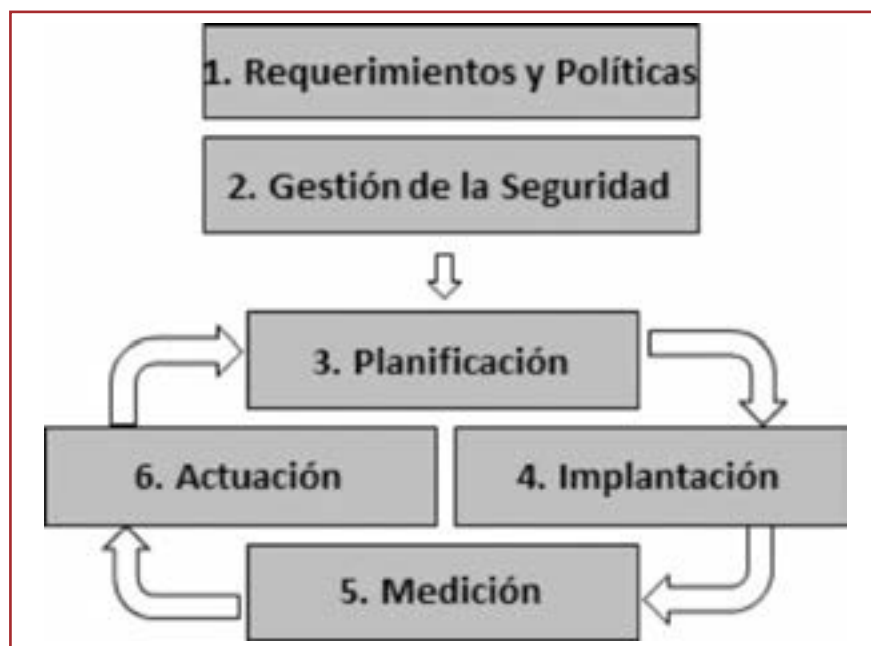 1. Requerimientos y Políticas
2. Gestión de la Seguridad
3. Planificación
6. Actuación
4. Implantación
5. Medición